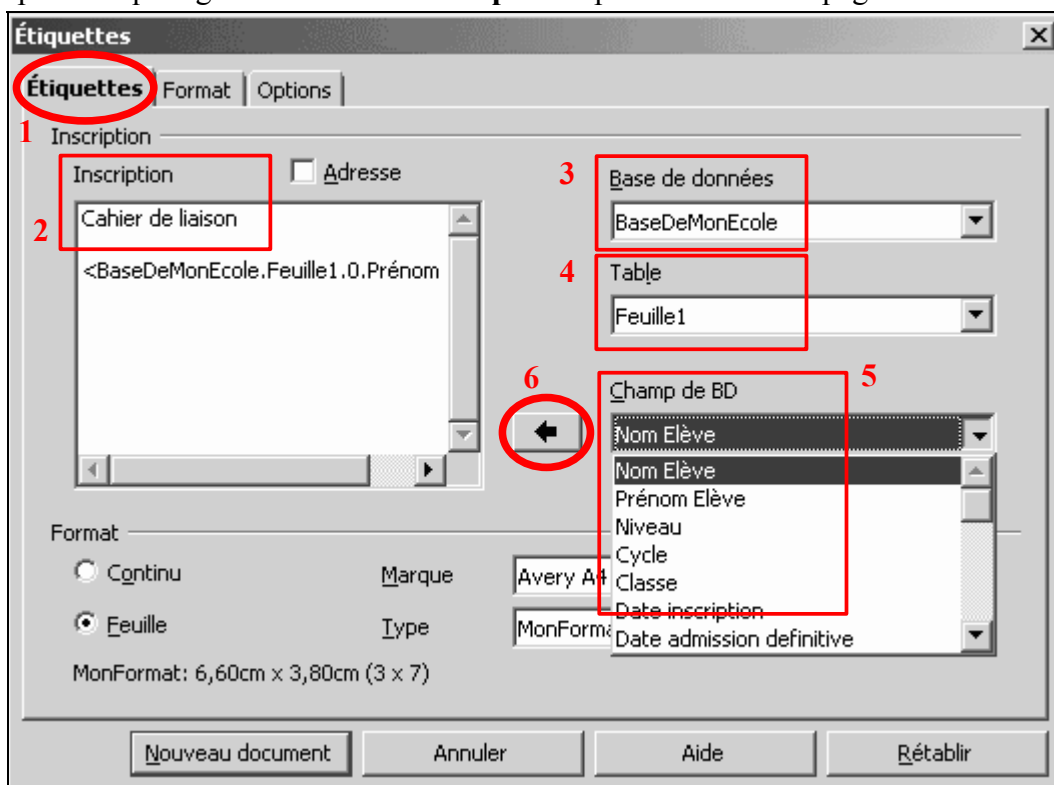 Étiquettes
Étiquettes Format Options
1 Inscription
Inscription Adresse
3 Base de données
2 Cahier de liaison
BaseDeMonEcole
<BaseDeMonEcole.Feuille1.0.Prénom
4 Table
Feuille1
6 Champ de BD 5
Nom Elève
Nom Elève
Prénom Elève
Niveau
Cycle
Classe
Date inscription
Date admission definitive
Format
Continu Marque Avery A4
Feuille Type MonForma
MonFormat: 6,60cm x 3,80cm (3 x 7)
Nouveau document Annuler Aide Rétablir